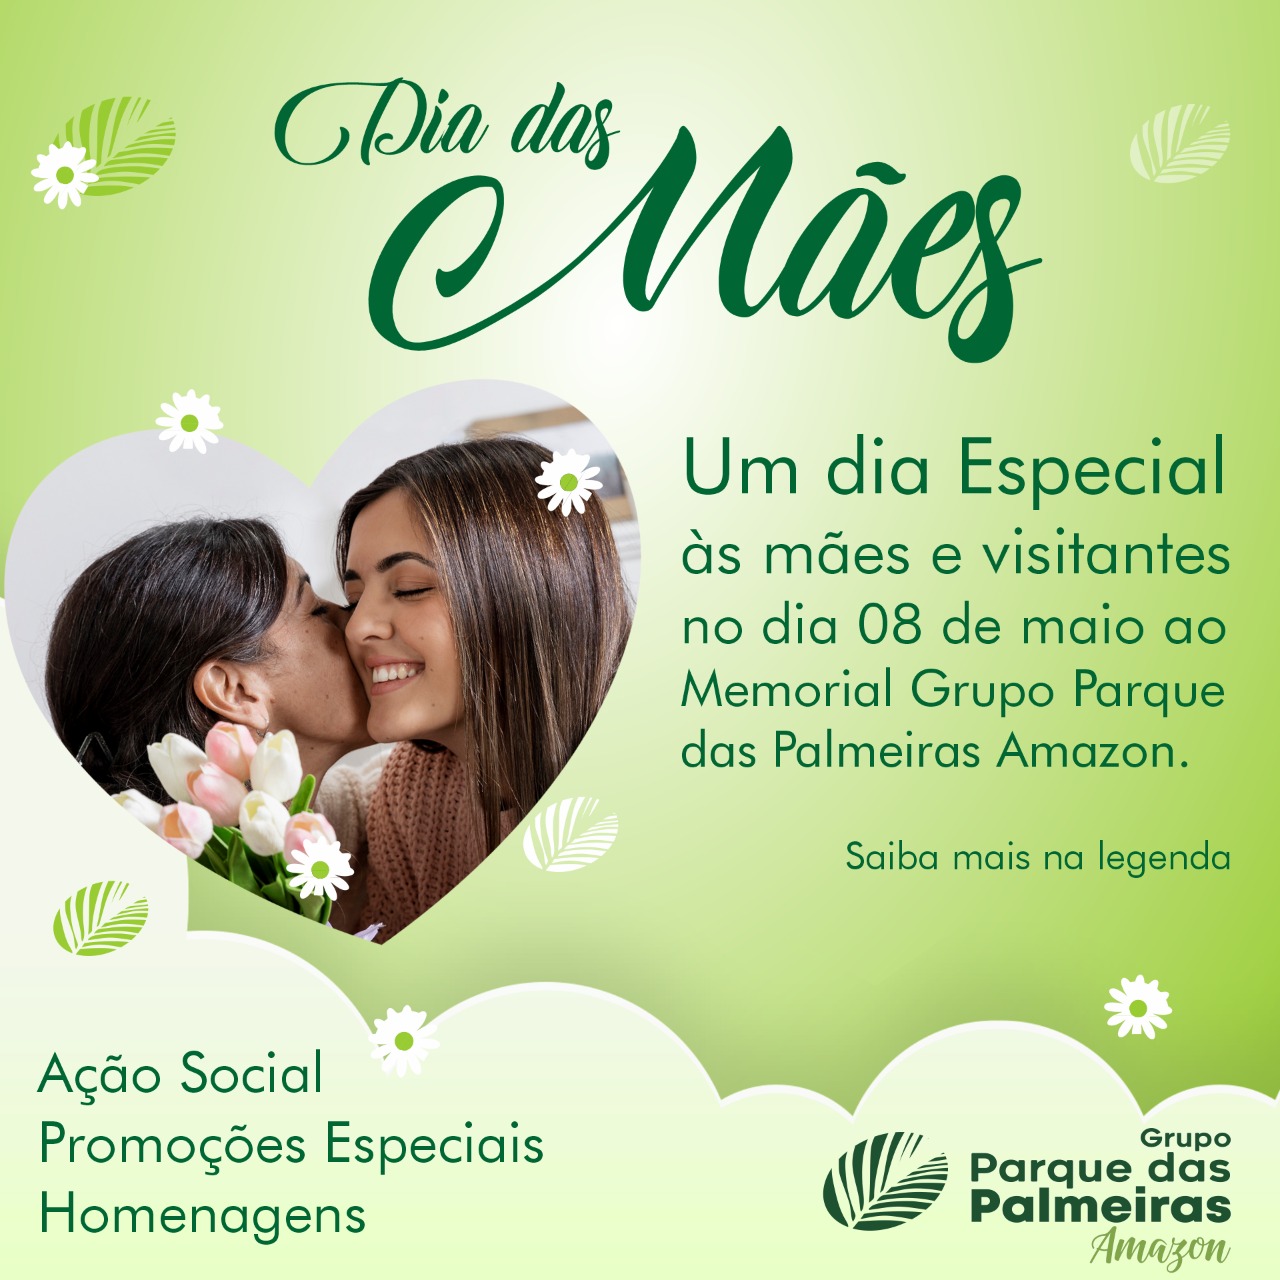 Dia das
Mães
Um dia Especial
às mães e visitantes
no dia 08 de maio ao
Memorial Grupo Parque
das Palmeiras Amazon.
Saiba mais na legenda
Ação Social
Promoções Especiais
Homenagens
Grupo
Parque das
Palmeiras
Amazon